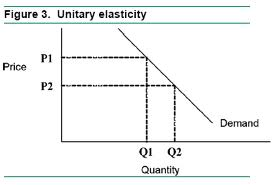 Figure 3. Unitary elasticity
P1
Price
P2
Demand
Q1 Q2
Quantity